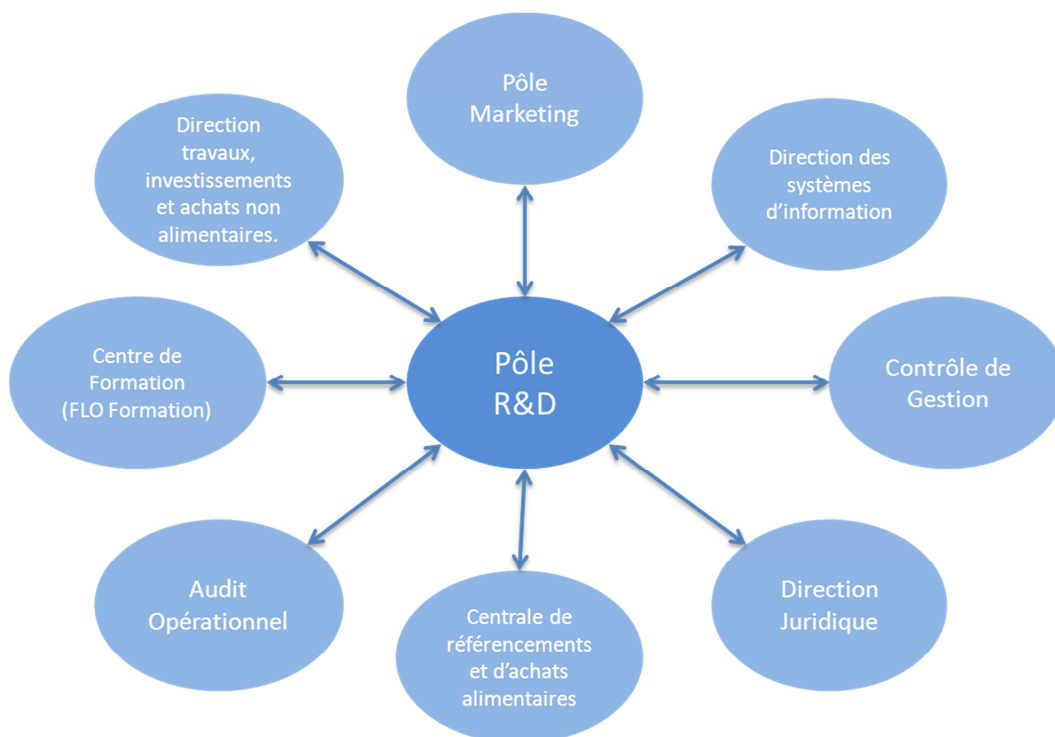 Pôle
Marketing
Direction
travaux,
investissements
et achats non
alimentaires.
Direction des
systèmes
d’information
Centre de
Formation
(FLO Formation)
Pôle
R&D
Contrôle de
Gestion
Audit
Opérationnel
Centrale de
référencements
et d’achats
alimentaires
Direction
Juridique